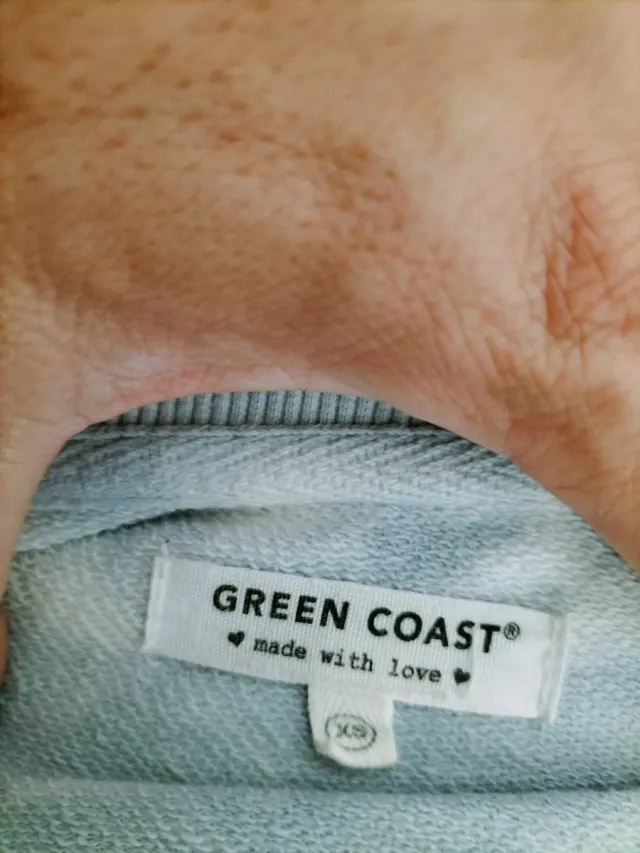 GREEN COAST®
♥ made with love ♥
XS